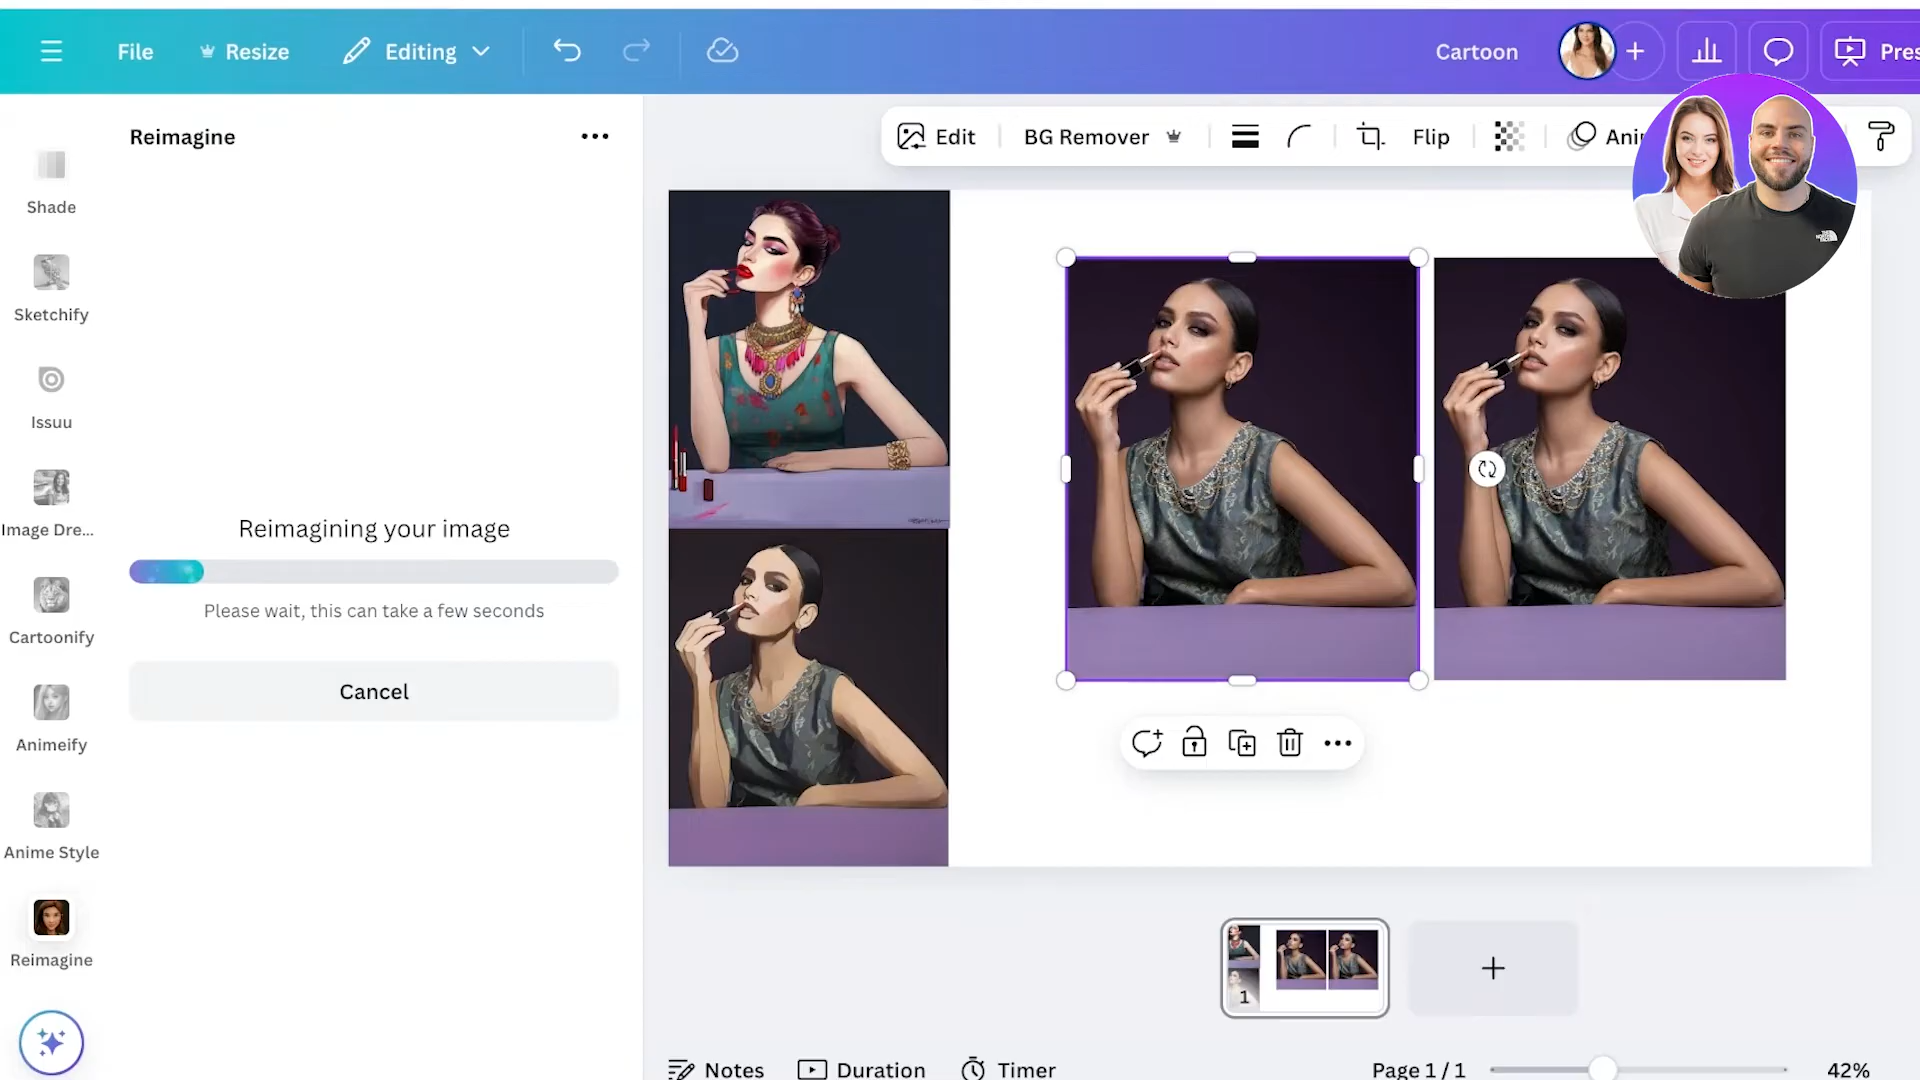 File
Resize
Editing
Cartoon
Pres
Reimagine
Edit
BG Remover
Flip
Ani
Shade
Sketchify
Issuu
Image Dre...
Cartoonify
Animeify
Anime Style
Reimagine
Reimagining your image
Please wait, this can take a few seconds
Cancel
1
Notes
Duration
Timer
Page 1 / 1
42%